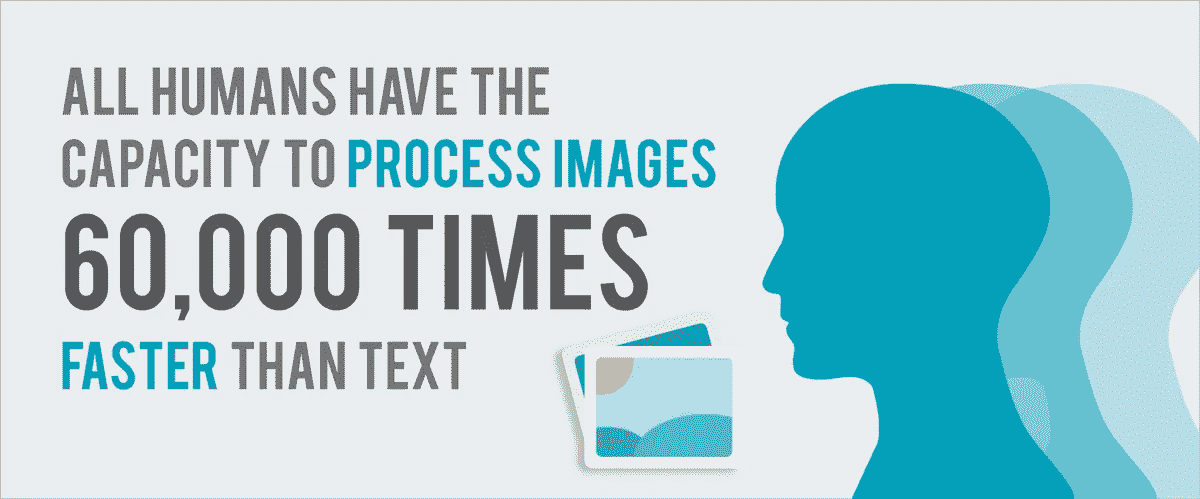 ALL HUMANS HAVE THE
CAPACITY TO PROCESS IMAGES
60,000 TIMES
FASTER THAN TEXT